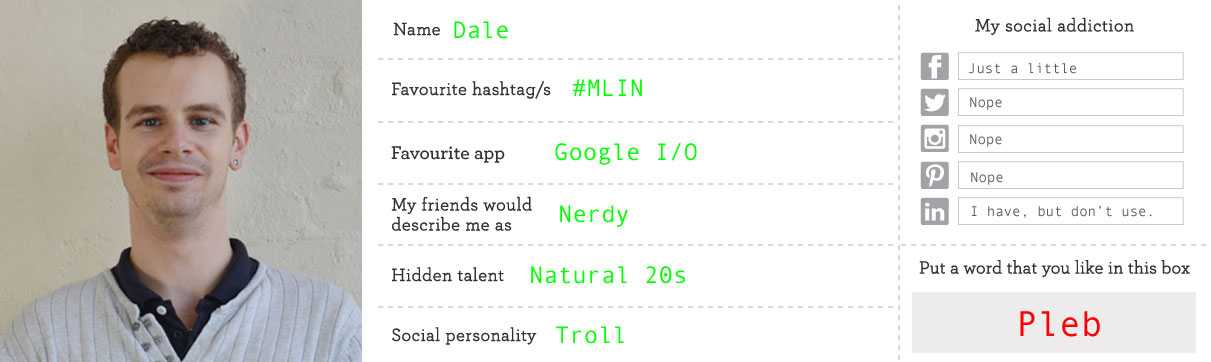 Name Dale
Favourite hashtag/s #MLIN
Favourite app Google I/O
My friends would
describe me as Nerdy
Hidden talent Natural 20s
Social personality Troll
My social addiction
Just a little
Nope
Nope
Nope
I have, but don't use.
Put a word that you like in this box
Pleb